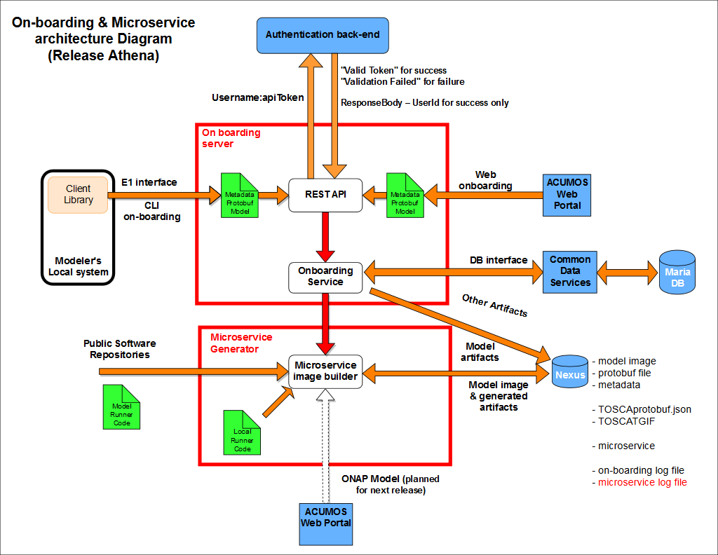 On-boarding & Microservice
architecture Diagram
(Release Athena)
Authentication back-end
"Valid Token" for success
"Validation Failed" for failure
Username:apiToken
ResponseBody – UserId for success only
On boarding
server
Client
Library
E1 interface
CLI
on-boarding
Metadata
Protobuf
Model
REST API
Metadata
Protobuf
Model
Web
onboarding
ACUMOS
Web
Portal
Modeler's
Local system
Onboarding
Service
DB interface
Common
Data
Services
Maria
DB
Other Artifacts
Microservice
Generator
Public Software
Repositories
Microservice
image builder
Model
artifacts
Model image
& generated
artifacts
Nexus
- model image
- protobuf file
- metadata
- TOSCAprotobuf.json
- TOSCATGIF
- microservice
- on-boarding log file
- microservice log file
Model
Runner
Code
Local
Runner
Code
ONAP Model (planned
for next release)
ACUMOS
Web Portal